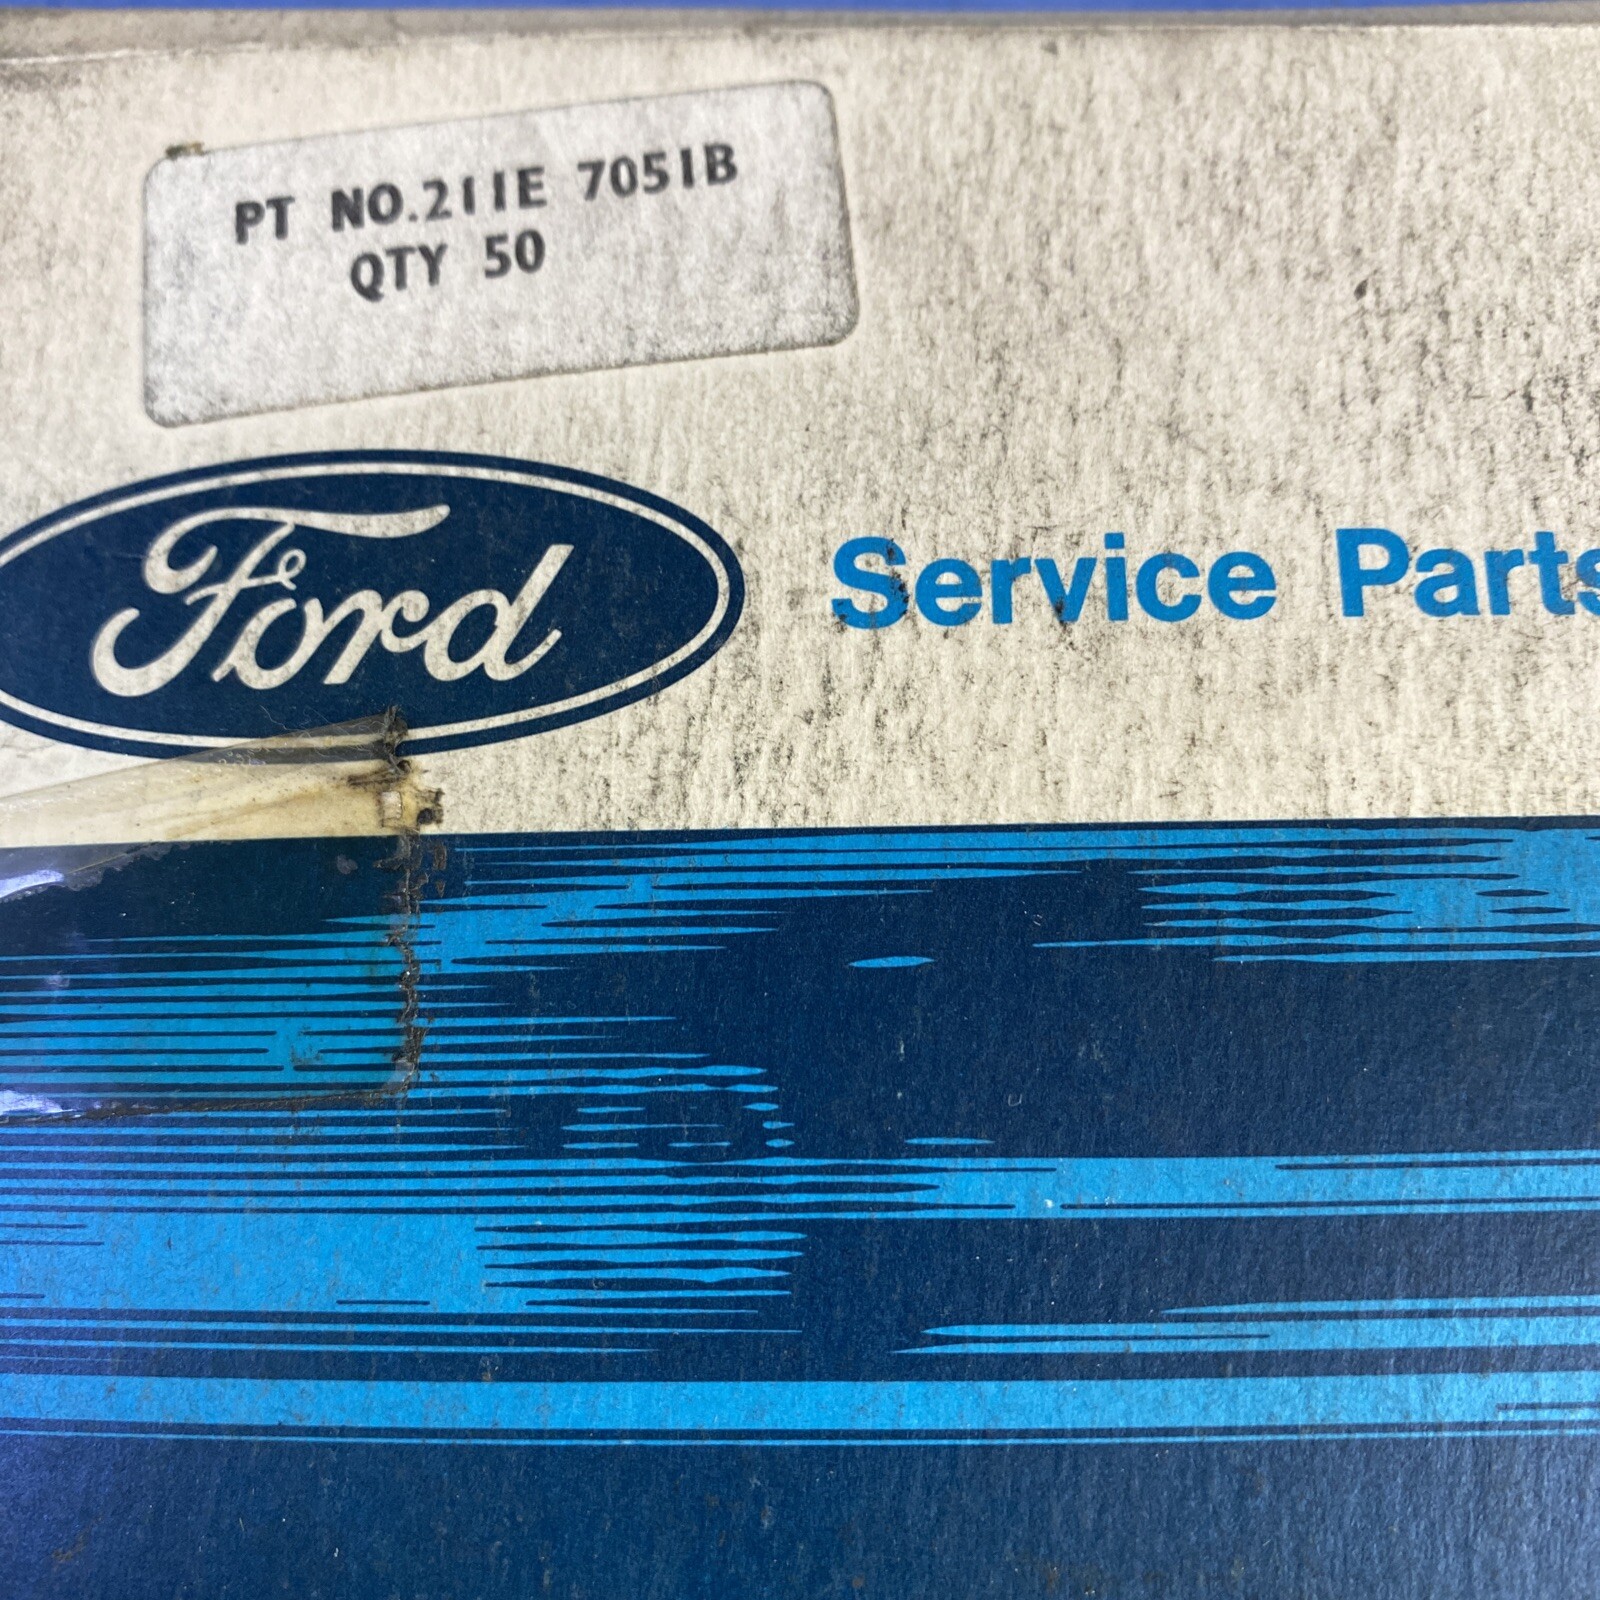 PT NO.211E 7051B
QTY 50
Ford
Service Parts